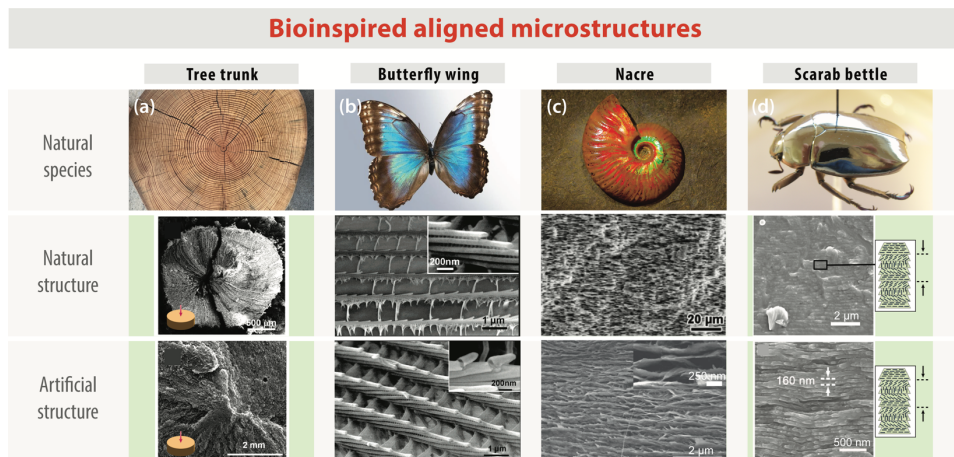 Bioinspired aligned microstructures
Tree trunk
Butterfly wing
Nacre
Scarab bettle
Natural
species
(a)
(b)
(c)
(d)
Natural
structure
500 µm
200nm
1 µm
20 µm
2 µm
Artificial
structure
2 mm
200nm
1 µm
250 nm
2 µm
160 nm
500 nm